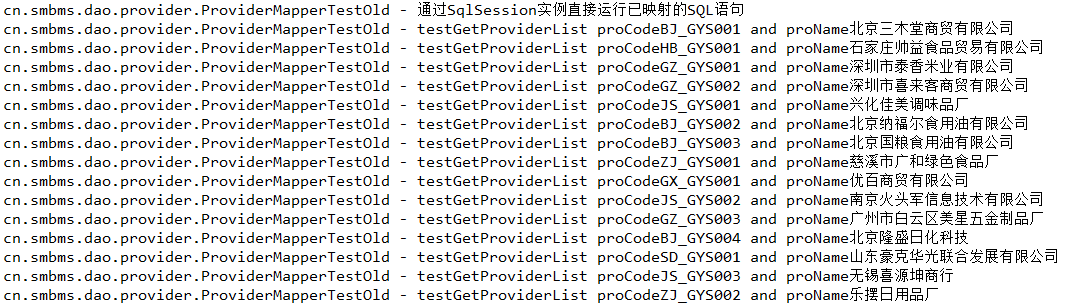 cn.smbms.dao.provider.ProviderMapperTestOld - 通过SqlSession实例直接运行已映射的SQL语句
cn.smbms.dao.provider.ProviderMapperTestOld - testGetProviderList proCodeBJ_GYS001 and proName北京三木堂商贸有限公司
cn.smbms.dao.provider.ProviderMapperTestOld - testGetProviderList proCodeHB_GYS001 and proName石家庄帅益食品贸易有限公司
cn.smbms.dao.provider.ProviderMapperTestOld - testGetProviderList proCodeGZ_GYS001 and proName深圳市泰香米业有限公司
cn.smbms.dao.provider.ProviderMapperTestOld - testGetProviderList proCodeGZ_GYS002 and proName深圳市喜来客商贸有限公司
cn.smbms.dao.provider.ProviderMapperTestOld - testGetProviderList proCodeJS_GYS001 and proName兴化佳美调味品厂
cn.smbms.dao.provider.ProviderMapperTestOld - testGetProviderList proCodeBJ_GYS002 and proName北京纳福尔食用油有限公司
cn.smbms.dao.provider.ProviderMapperTestOld - testGetProviderList proCodeBJ_GYS003 and proName北京国粮食用油有限公司
cn.smbms.dao.provider.ProviderMapperTestOld - testGetProviderList proCodeZJ_GYS001 and proName慈溪市广和绿色食品厂
cn.smbms.dao.provider.ProviderMapperTestOld - testGetProviderList proCodeGX_GYS001 and proName优百商贸有限公司
cn.smbms.dao.provider.ProviderMapperTestOld - testGetProviderList proCodeJS_GYS002 and proName南京火头军信息技术有限公司
cn.smbms.dao.provider.ProviderMapperTestOld - testGetProviderList proCodeGZ_GYS003 and proName广州市白云区美星五金制品厂
cn.smbms.dao.provider.ProviderMapperTestOld - testGetProviderList proCodeBJ_GYS004 and proName北京隆盛日化科技
cn.smbms.dao.provider.ProviderMapperTestOld - testGetProviderList proCodeSD_GYS001 and proName山东豪克华光联合发展有限公司
cn.smbms.dao.provider.ProviderMapperTestOld - testGetProviderList proCodeJS_GYS003 and proName无锡喜源坤商行
cn.smbms.dao.provider.ProviderMapperTestOld - testGetProviderList proCodeZJ_GYS002 and proName乐摆日用品厂